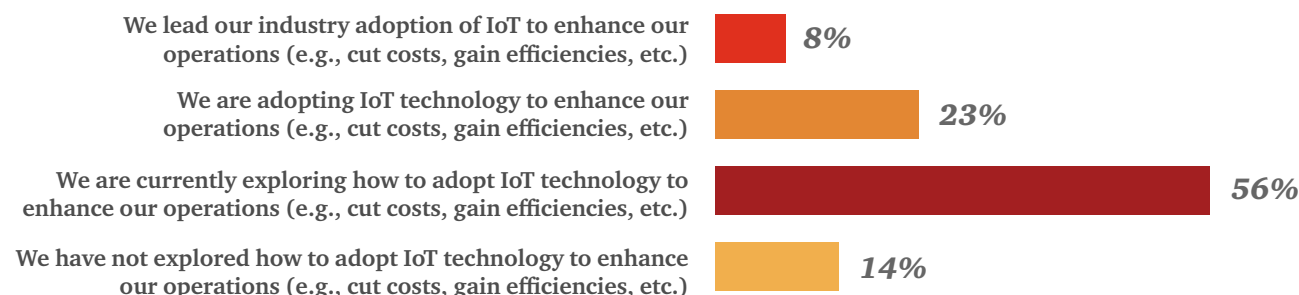 We lead our industry adoption of IoT to enhance our
operations (e.g., cut costs, gain efficiencies, etc.)
8%
We are adopting IoT technology to enhance our
operations (e.g., cut costs, gain efficiencies, etc.)
23%
We are currently exploring how to adopt IoT technology to
enhance our operations (e.g., cut costs, gain efficiencies, etc.)
56%
We have not explored how to adopt IoT technology to enhance
our operations (e.g., cut costs, gain efficiencies, etc.)
14%